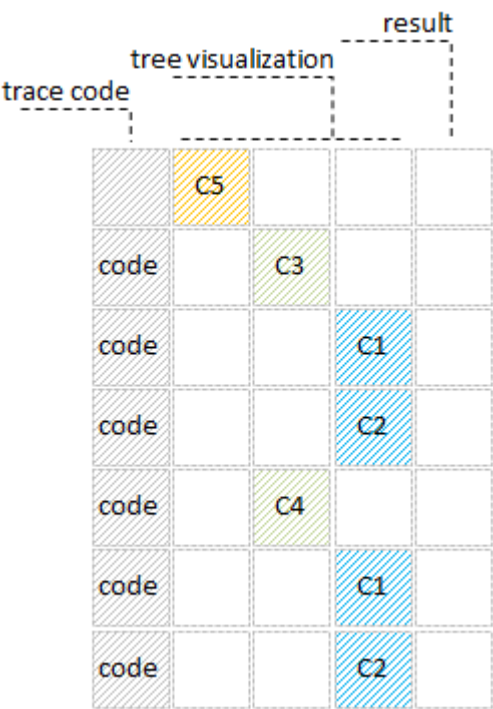 result
tree visualization
trace code
C5
code C3
code C1
code C2
code C4
code C1
code C2